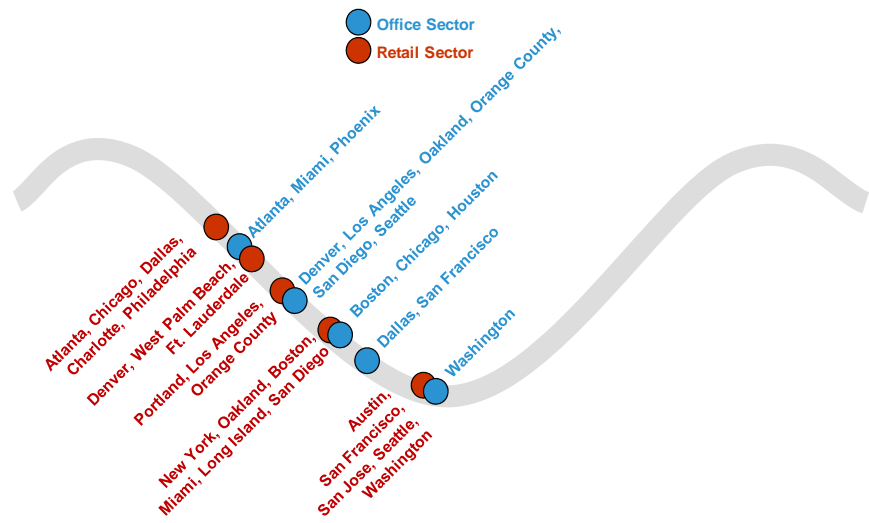 Office Sector
Retail Sector
Atlanta, Miami, Phoenix
Denver, Los Angeles, Oakland, Orange County,
San Diego, Seattle
Boston, Chicago, Houston
Dallas, San Francisco
Washington
Atlanta, Chicago, Dallas,
Charlotte, Philadelphia
Denver, West Palm Beach,
Ft. Lauderdale
Portland, Los Angeles,
Orange County
New York, Oakland, Boston,
Miami, Long Island, San Diego
Austin,
San Francisco,
San Jose, Seattle,
Washington